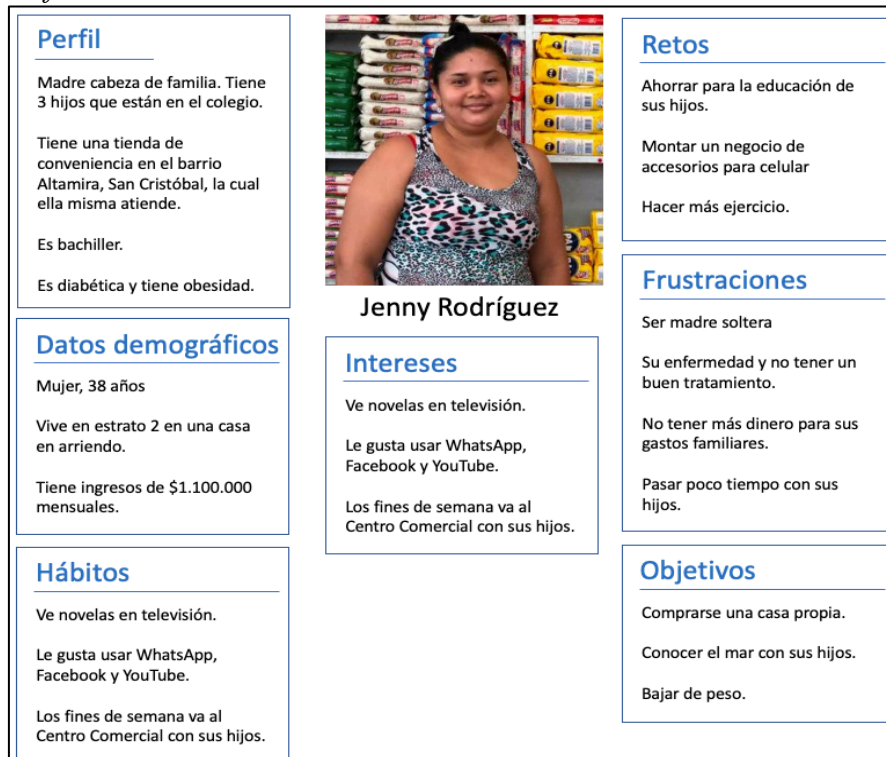 Perfil
Madre cabeza de familia. Tiene
3 hijos que están en el colegio.
Tiene una tienda de
conveniencia en el barrio
Altamira, San Cristóbal, la cual
ella misma atiende.
Es bachiller.
Es diabética y tiene obesidad.
Datos demográficos
Mujer, 38 años
Vive en estrato 2 en una casa
en arriendo.
Tiene ingresos de $1.100.000
mensuales.
Hábitos
Ve novelas en televisión.
Le gusta usar WhatsApp,
Facebook y YouTube.
Los fines de semana va al
Centro Comercial con sus hijos.
Jenny Rodríguez
Intereses
Ve novelas en televisión.
Le gusta usar WhatsApp,
Facebook y YouTube.
Los fines de semana va al
Centro Comercial con sus hijos.
Retos
Ahorrar para la educación de
sus hijos.
Montar un negocio de
accesorios para celular
Hacer más ejercicio.
Frustraciones
Ser madre soltera
Su enfermedad y no tener un
buen tratamiento.
No tener más dinero para sus
gastos familiares.
Pasar poco tiempo con sus
hijos.
Objetivos
Comprarse una casa propia.
Conocer el mar con sus hijos.
Bajar de peso.